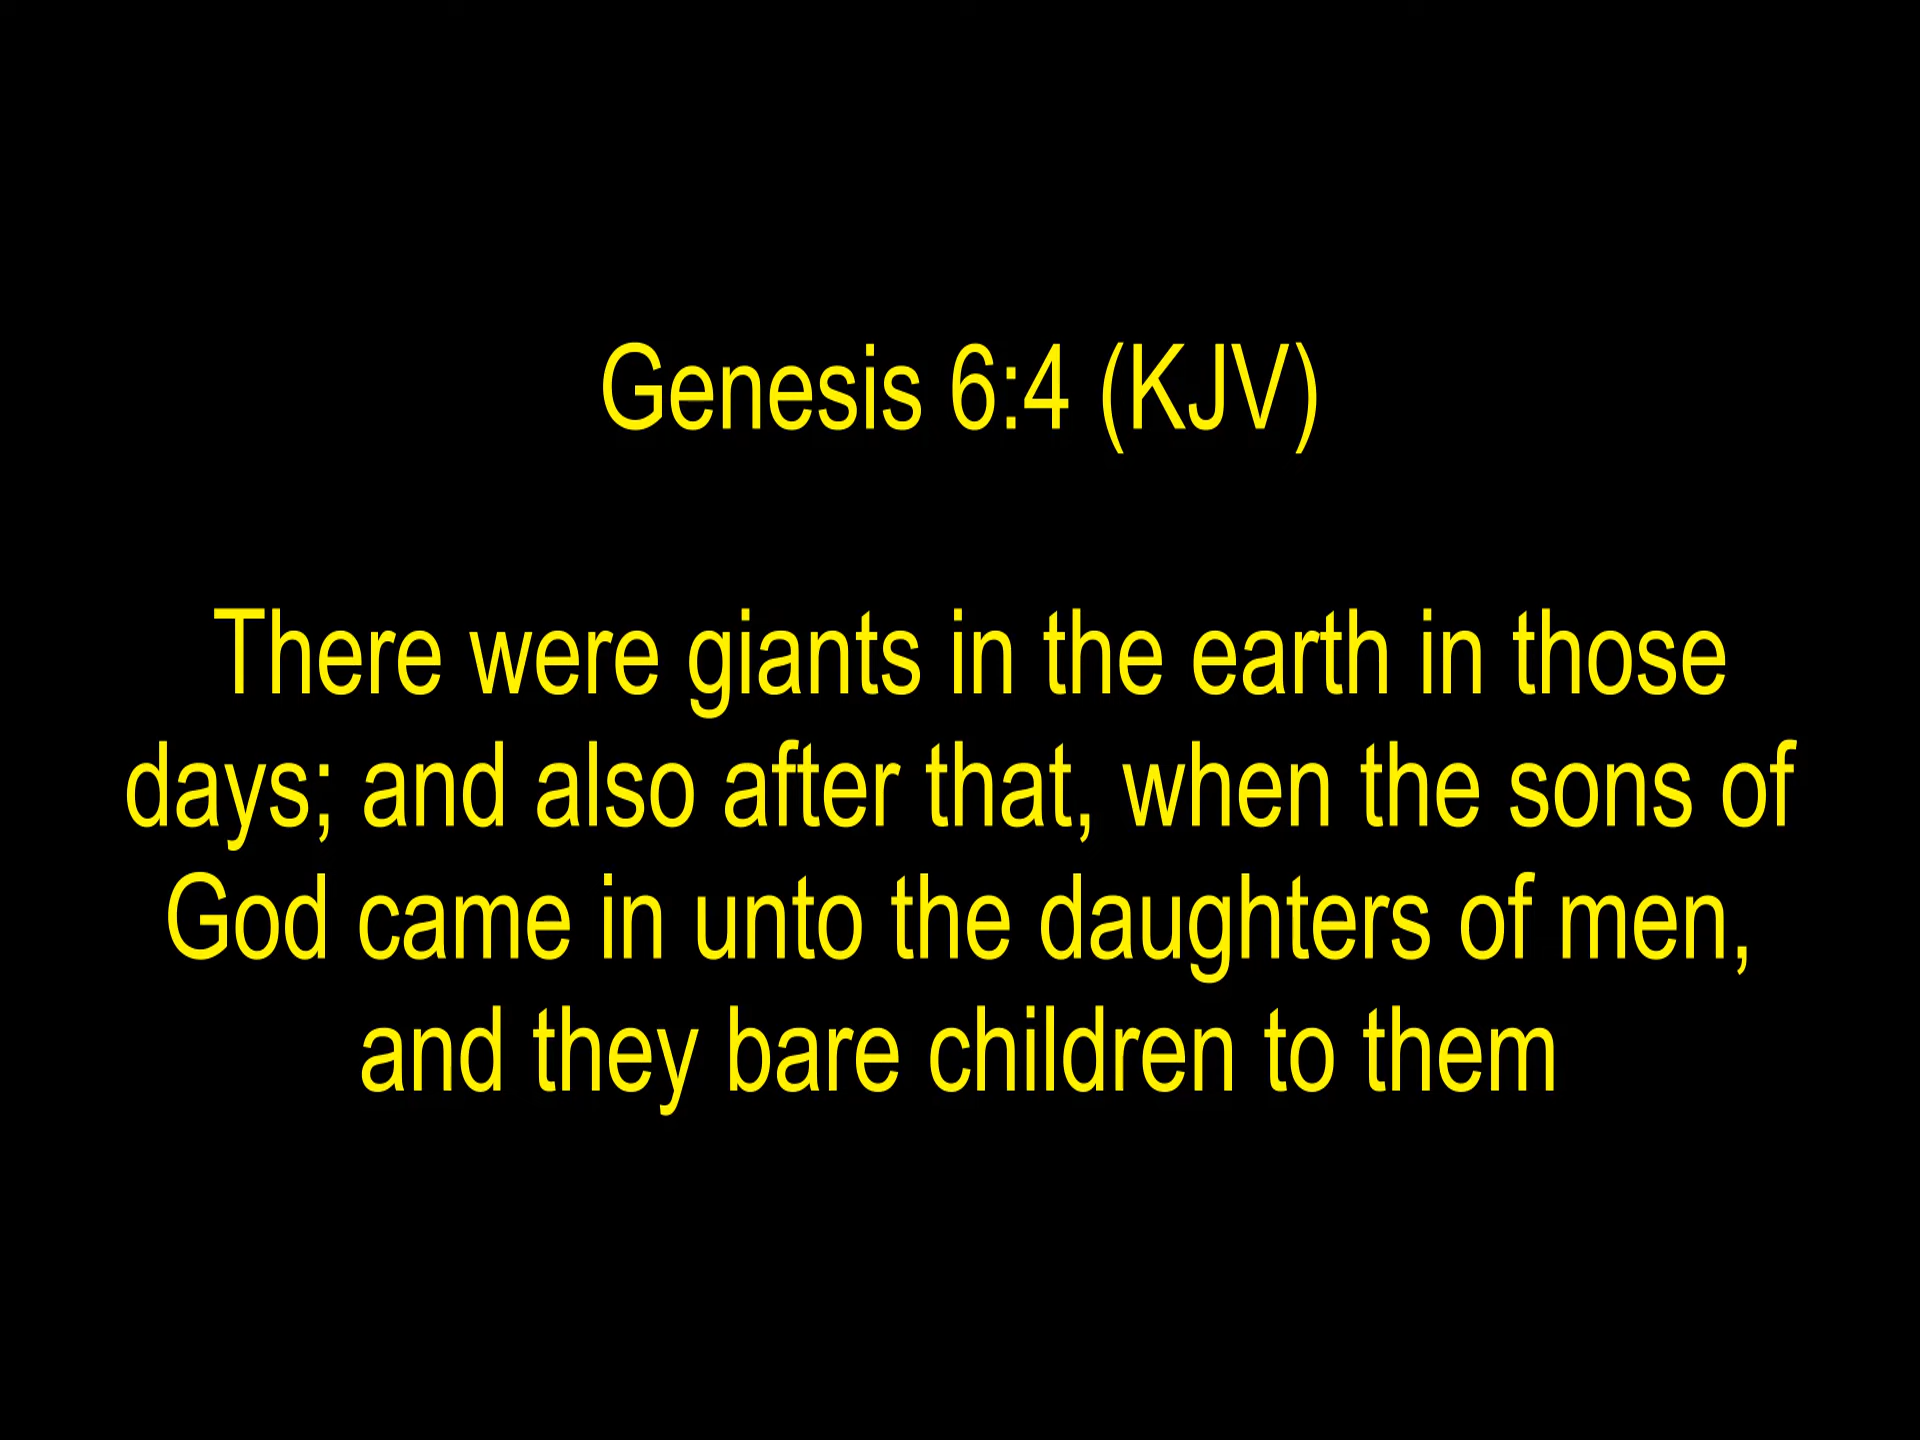 Genesis 6:4 (KJV)
There were giants in the earth in those
days; and also after that, when the sons of
God came in unto the daughters of men,
and they bare children to them